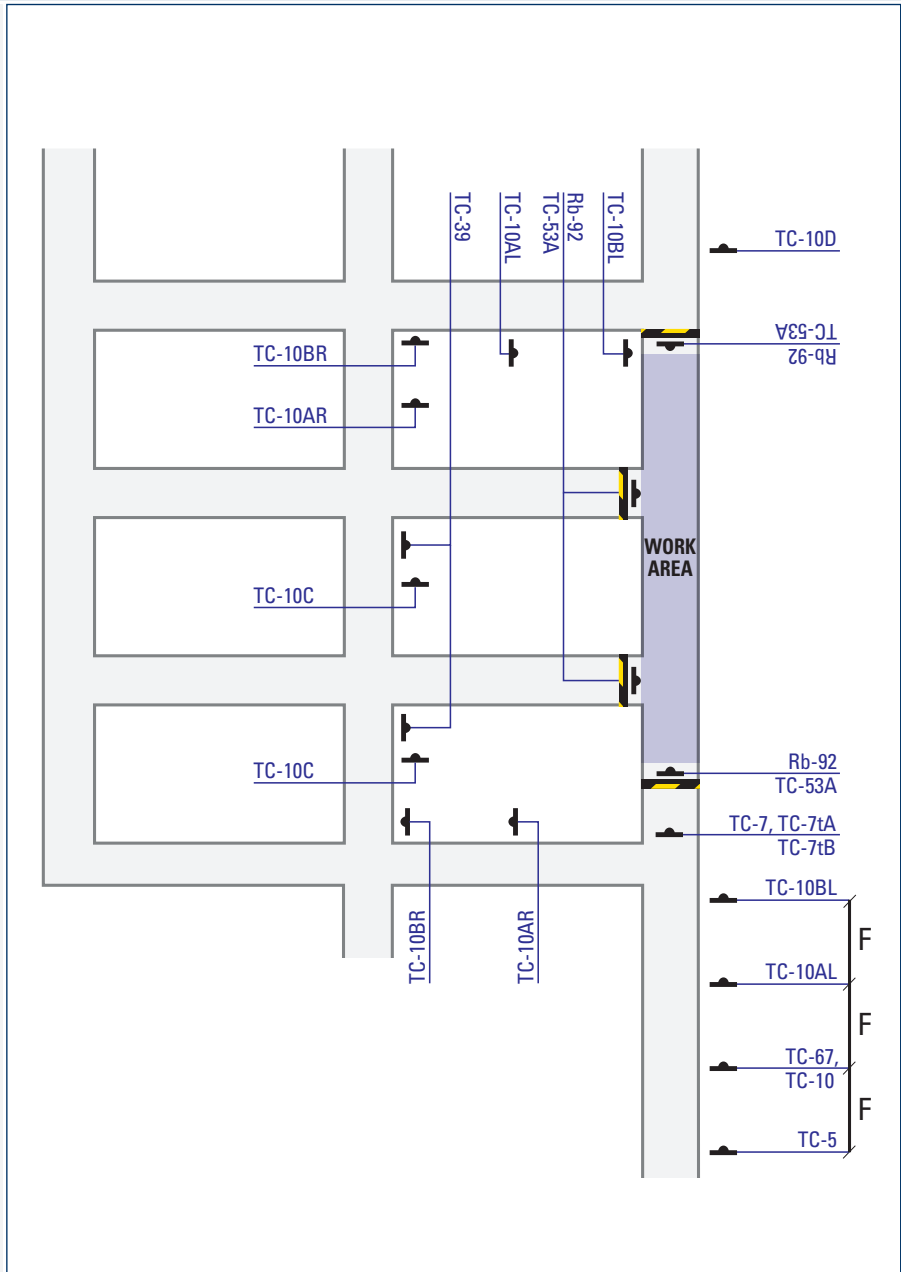 TC-39
TC-10AL
Rb-92
TC-53A
TC-10BL
TC-10D
TC-53A
Rb-92
TC-10BR
TC-10AR
WORK
AREA
TC-10C
TC-10C
Rb-92
TC-53A
TC-7, TC-7tA
TC-7tB
TC-10BL
TC-10BR
TC-10AR
F
TC-10AL
F
TC-67,
TC-10
F
TC-5